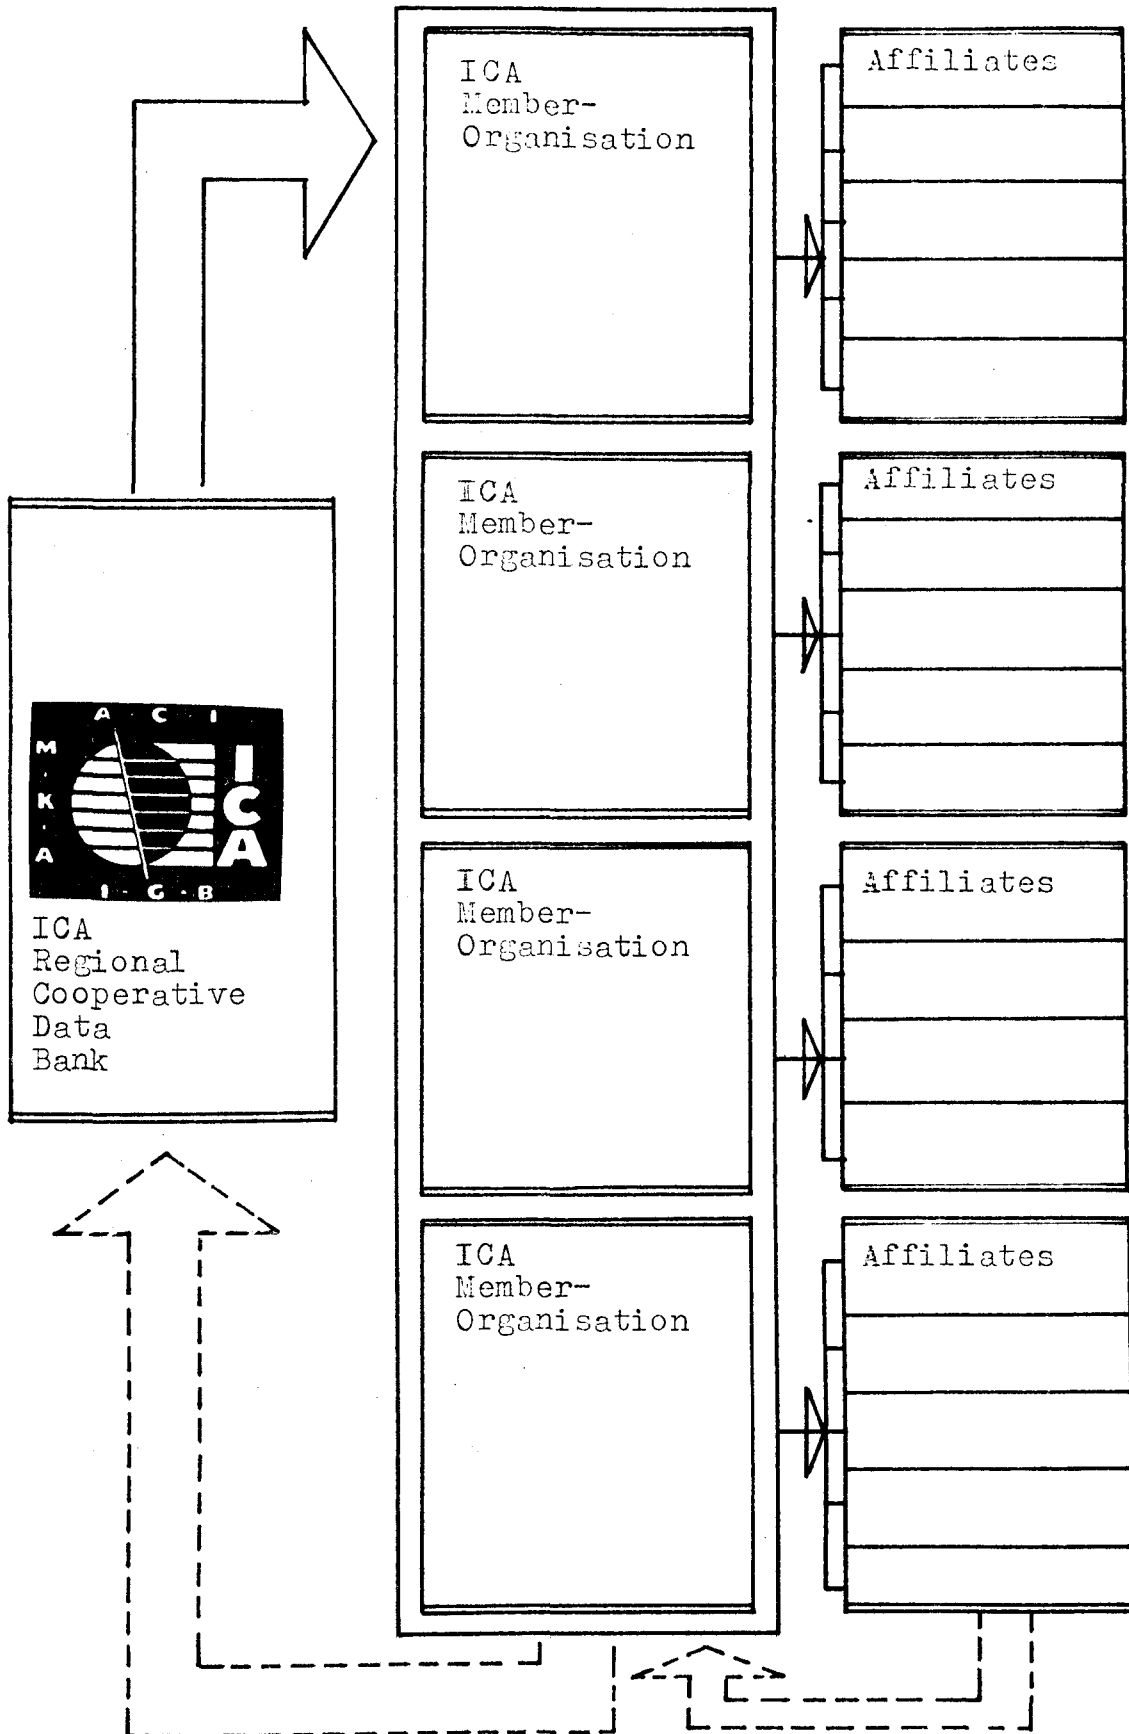 ICA
Member-
Organisation
Affiliates
ICA
Member-
Organisation
Affiliates
A · C · I
M · K · A
ICA
I · G · B
ICA
Regional
Cooperative
Data
Bank
ICA
Member-
Organisation
Affiliates
ICA
Member-
Organisation
Affiliates